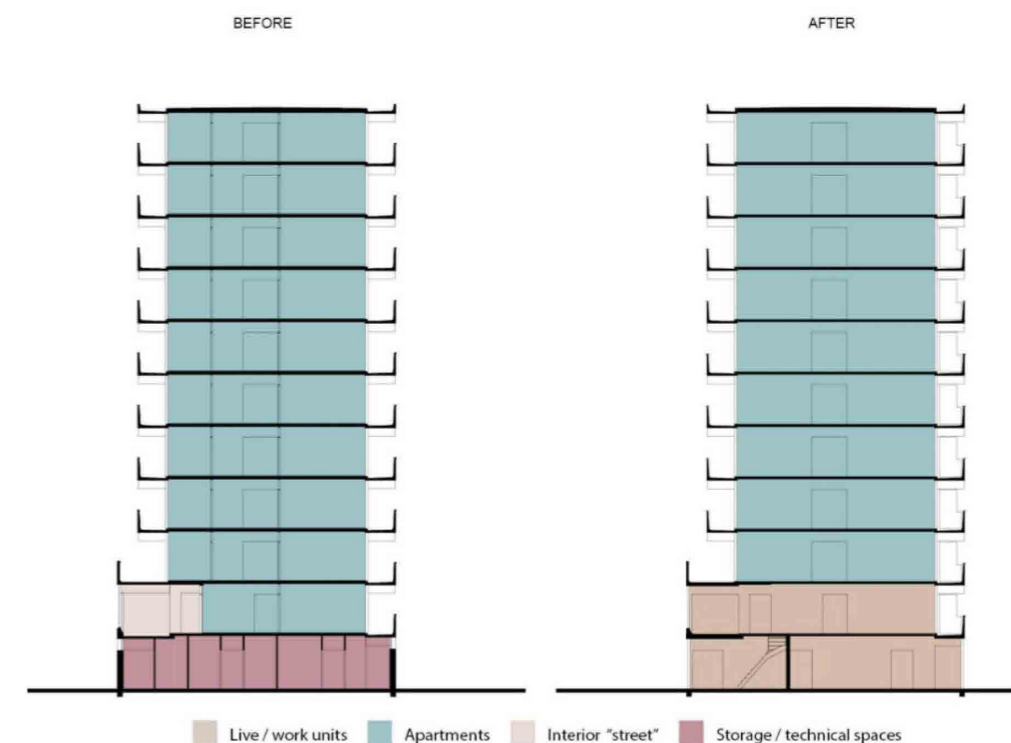 BEFORE
AFTER
Live / work units
Apartments
Interior "street"
Storage / technical spaces